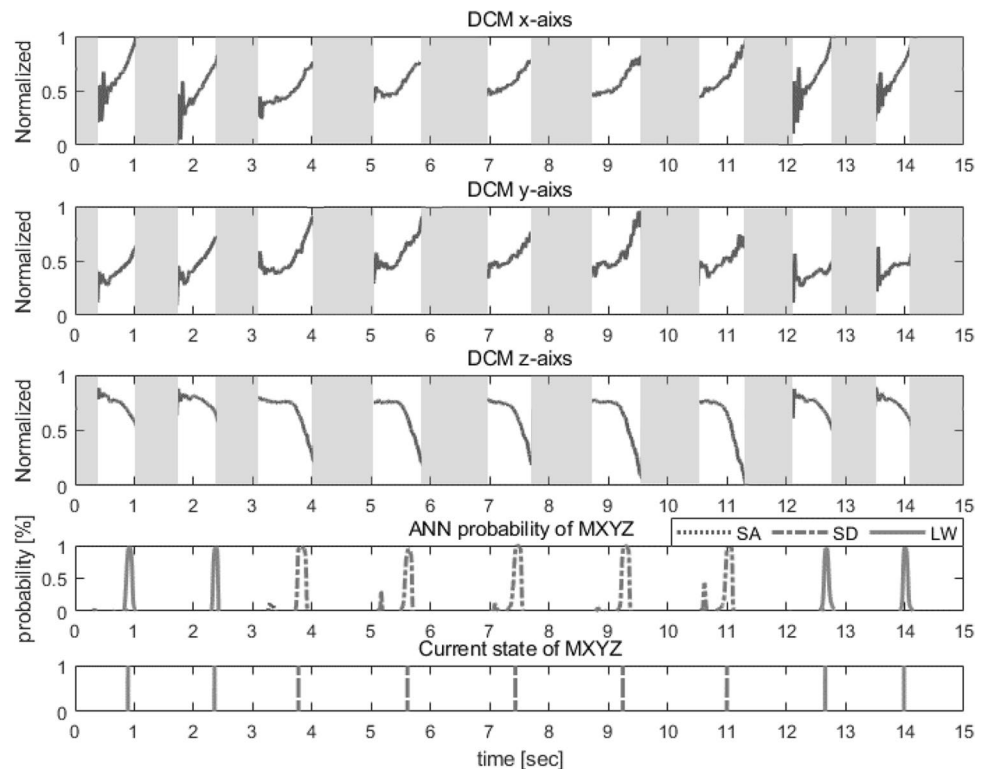 DCM x-aixs
Normalized
1
0.5
0
0 1 2 3 4 5 6 7 8 9 10 11 12 13 14 15
DCM y-aixs
Normalized
1
0.5
0
0 1 2 3 4 5 6 7 8 9 10 11 12 13 14 15
DCM z-aixs
Normalized
1
0.5
0
0 1 2 3 4 5 6 7 8 9 10 11 12 13 14 15
ANN probability of MXYZ
SA SD LW
probability [%]
1
0.5
0
0 1 2 3 4 5 6 7 8 9 10 11 12 13 14 15
Current state of MXYZ
1
0
0 1 2 3 4 5 6 7 8 9 10 11 12 13 14 15
time [sec]